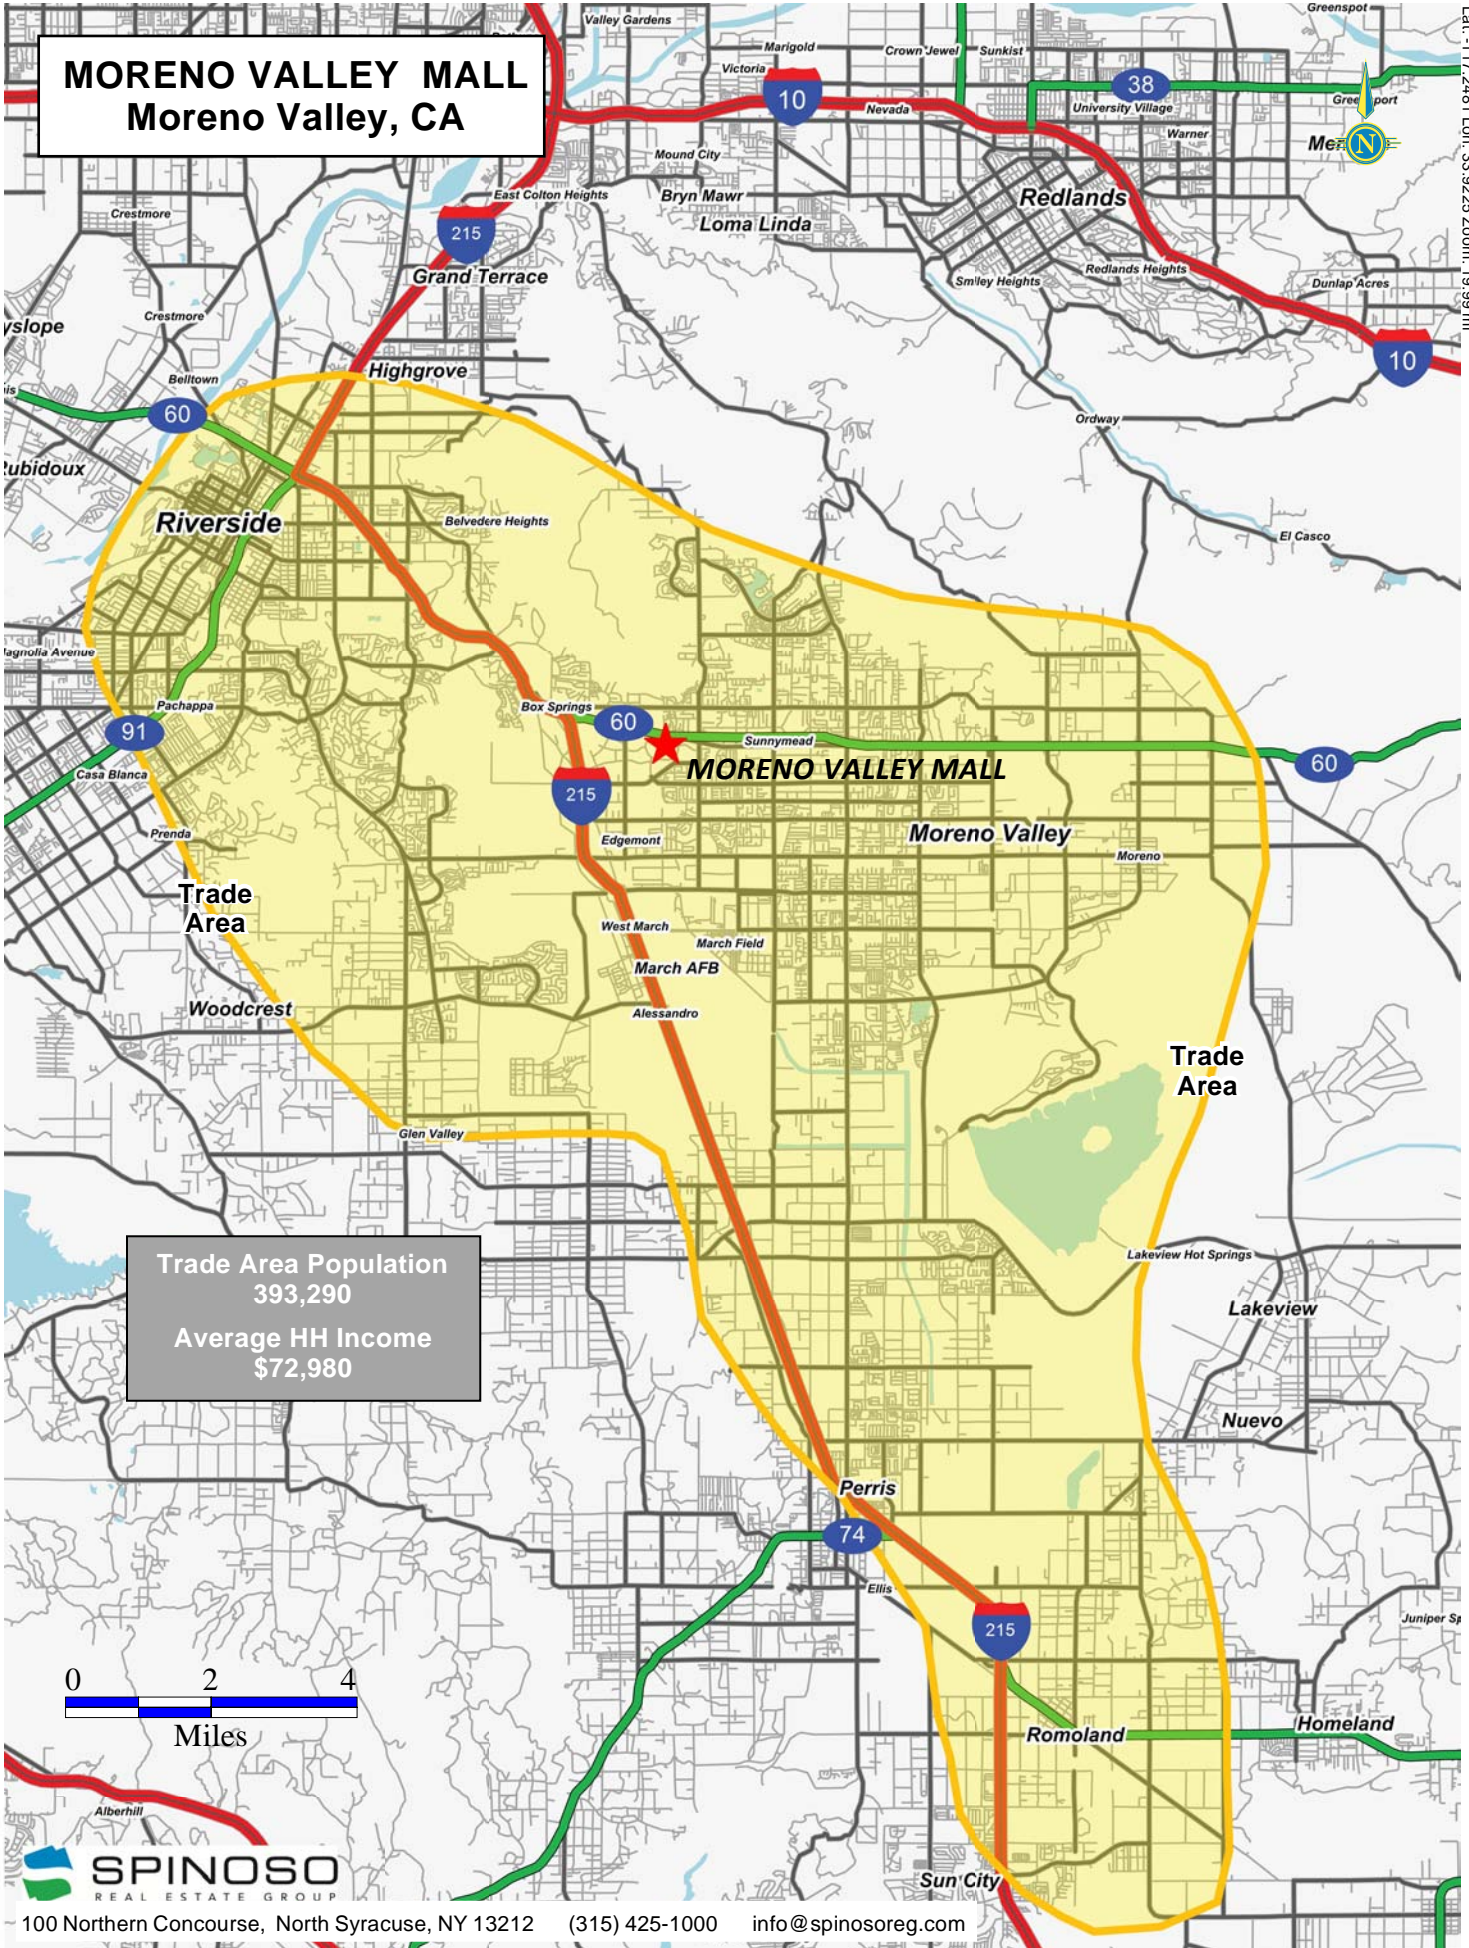 MORENO VALLEY MALL
Moreno Valley, CA
Valley Gardens
Marigold
Crown Jewel
Sunkist
Greenspot
Victoria
10
Nevada
38
University Village
Warner
N
Mound City
Bryn Mawr
Loma Linda
Redlands
East Colton Heights
Crestmore
215
Grand Terrace
Smiley Heights
Redlands Heights
Dunlap Acres
Crestmore
10
Highgrove
Belltown
60
Ordway
Riverside
Belvedere Heights
El Casco
Pachappa
Box Springs
60
91
Sunnymead
60
MORENO VALLEY MALL
Casa Blanca
215
Prenda
Edgemont
Moreno Valley
Moreno
Trade
Area
West March
March Field
March AFB
Woodcrest
Alessandro
Trade
Area
Glen Valley
Lakeview Hot Springs
Trade Area Population
393,290
Average HH Income
$72,980
Lakeview
Nuevo
Perris
74
Ellis
215
0 2 4
Miles
Romoland
Homeland
Alberhill
SPINOSO
REAL ESTATE GROUP
Sun City
100 Northern Concourse, North Syracuse, NY 13212 (315) 425-1000 info@spinosoreg.com